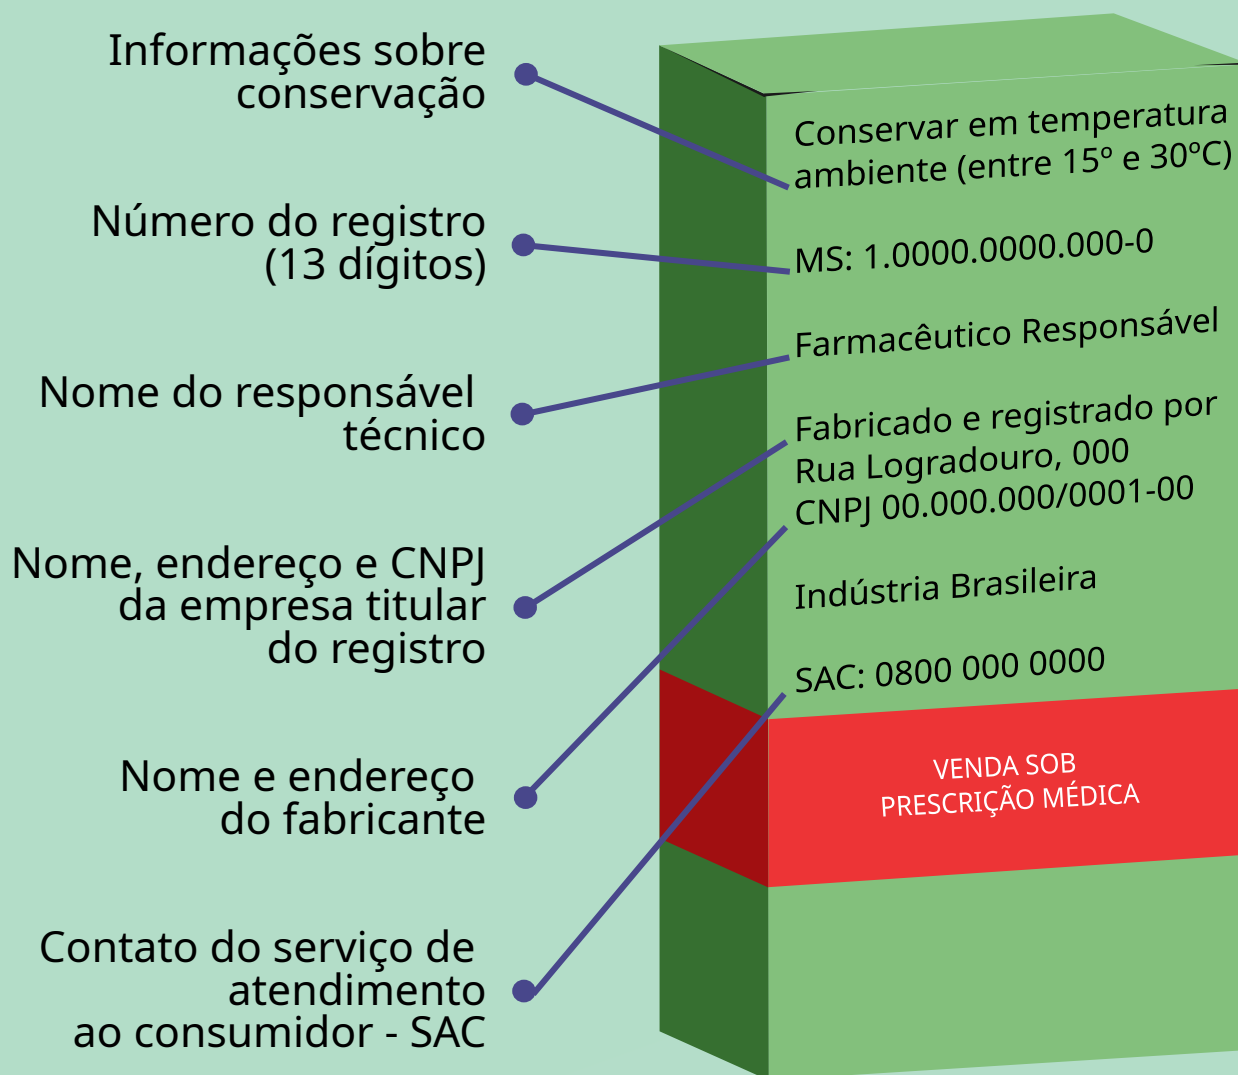 Informações sobre
conservação
Número do registro
(13 dígitos)
Nome do responsável
técnico
Nome, endereço e CNPJ
da empresa titular
do registro
Nome e endereço
do fabricante
Contato do serviço de
atendimento
ao consumidor - SAC
Conservar em temperatura
ambiente (entre 15º e 30ºC)
MS: 1.0000.0000.000-0
Farmacêutico Responsável
Fabricado e registrado por
Rua Logradouro, 000
CNPJ 00.000.000/0001-00
Indústria Brasileira
SAC: 0800 000 0000
VENDA SOB
PRESCRIÇÃO MÉDICA